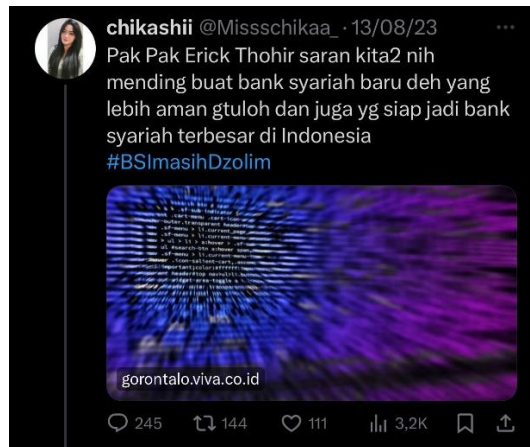 chikashii @Missschikaa_ · 13/08/23
Pak Pak Erick Thohir saran kita2 nih
mending buat bank syariah baru deh yang
lebih aman gtuloh dan juga yg siap jadi bank
syariah terbesar di Indonesia
#BSImasihDzolim
gorontalo.viva.co.id
245 144 111 3,2K